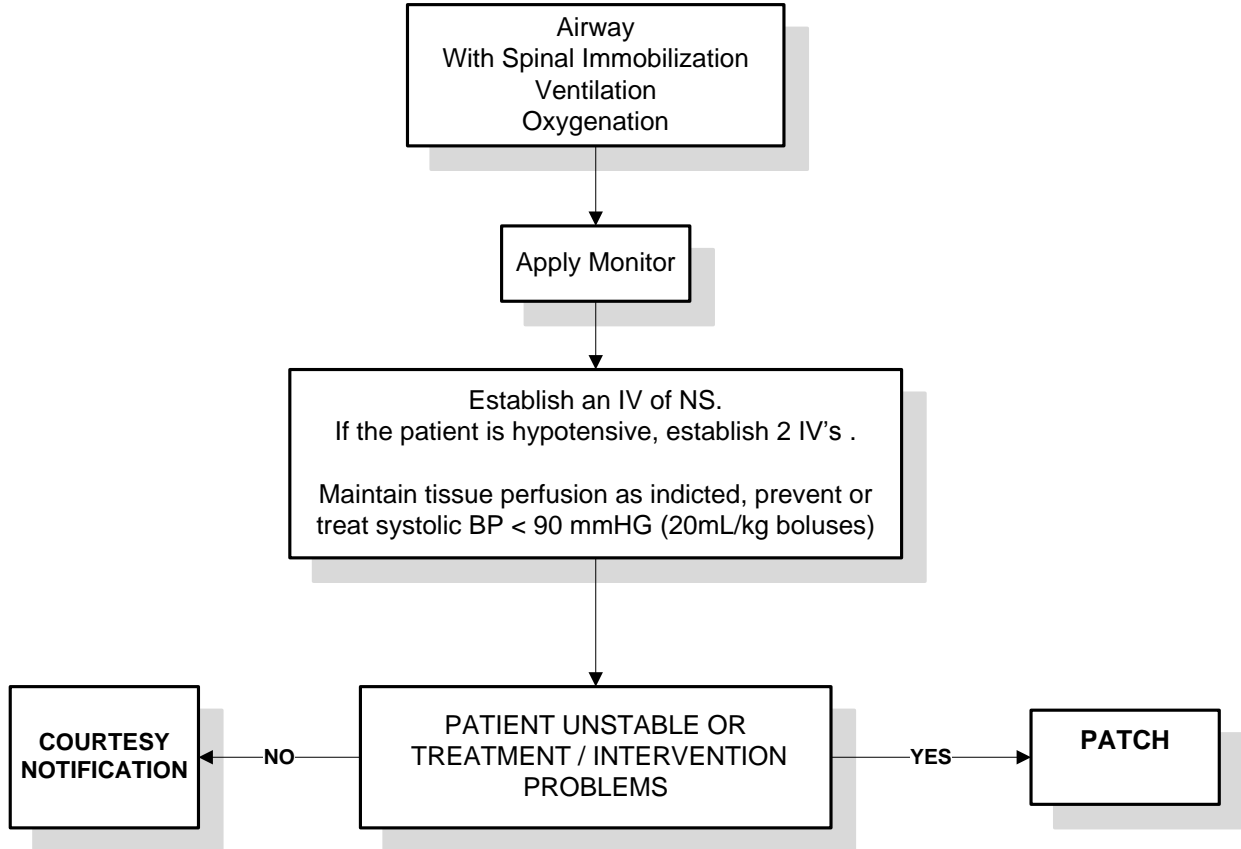 Airway
With Spinal Immobilization
Ventilation
Oxygenation
Apply Monitor
Establish an IV of NS.
If the patient is hypotensive, establish 2 IV's .
Maintain tissue perfusion as indicted, prevent or
treat systolic BP < 90 mmHG (20mL/kg boluses)
COURTESY
NOTIFICATION
NO
PATIENT UNSTABLE OR
TREATMENT / INTERVENTION
PROBLEMS
YES
PATCH